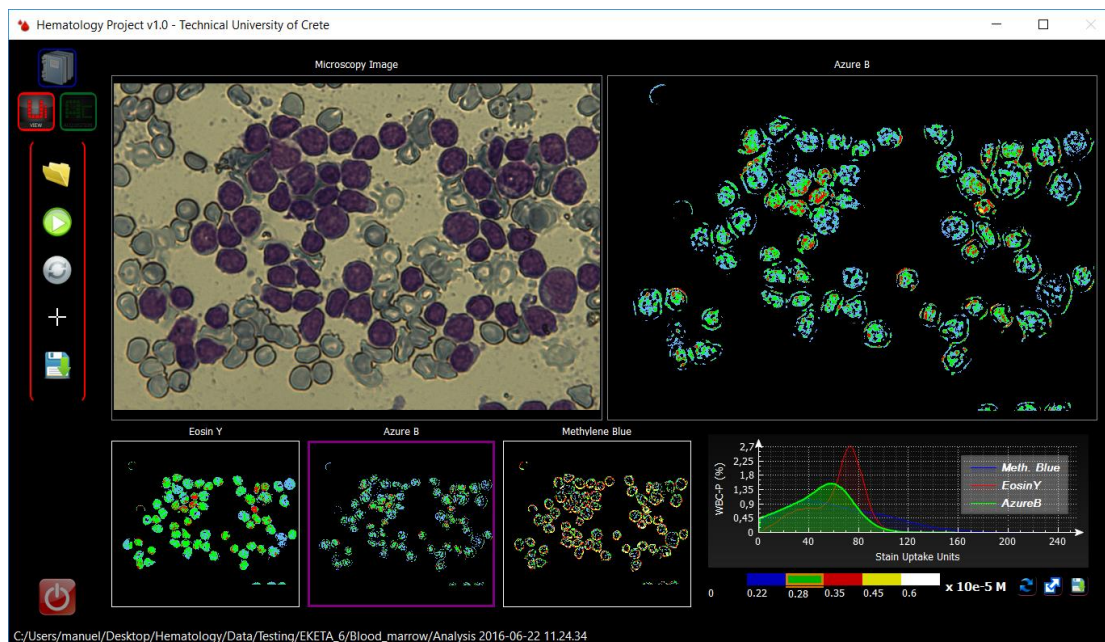 Hematology Project v1.0 - Technical University of Crete
Microscopy Image
Azure B
VIEW
Eosin Y
Azure B
Methylene Blue
WBC-P (%)
2,7
2,25
1,8
1,35
0,9
0,45
0
Meth. Blue
EosinY
AzureB
0 40 80 120 160 200 240
Stain Uptake Units
0 0.22 0.28 0.35 0.45 0.6 x 10e-5 M
C:/Users/manuel/Desktop/Hematology/Data/Testing/EKETA_6/Blood_marrow/Analysis 2016-06-22 11.24.34